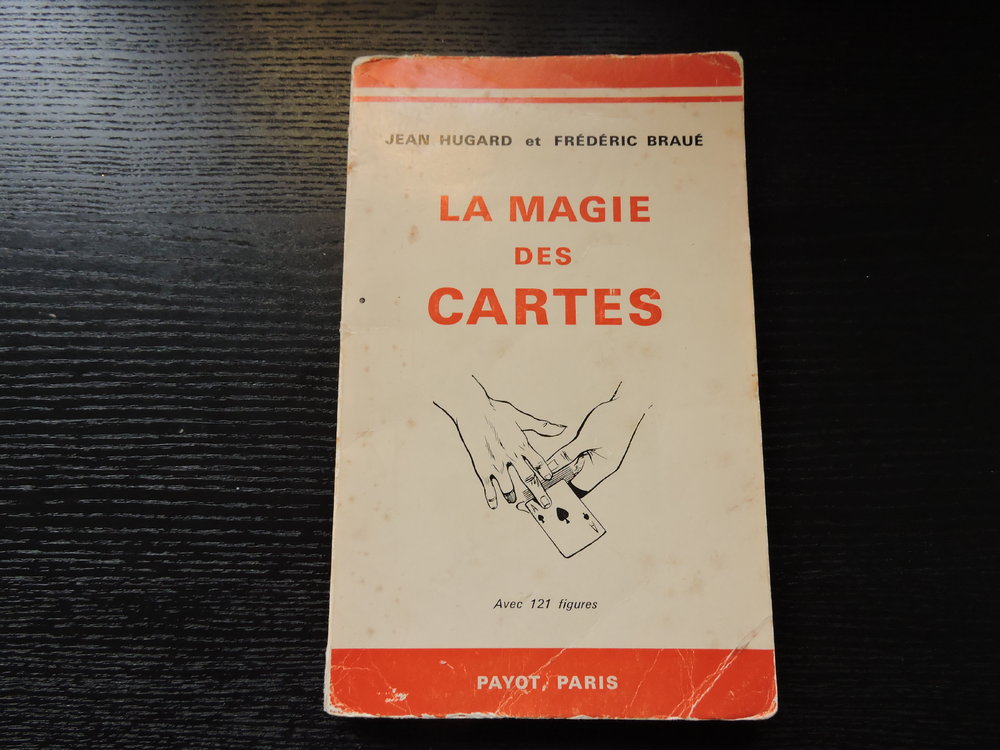 JEAN HUGARD et FRÉDÉRIC BRAUÉ
LA MAGIE
DES
CARTES
Avec 121 figures
PAYOT, PARIS